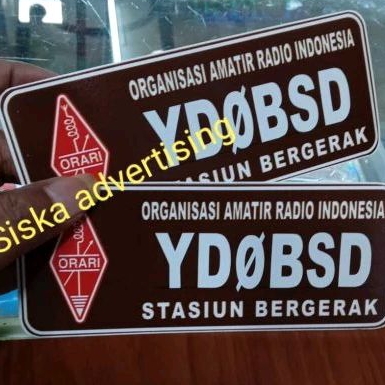 ORGANISASI AMATIR RADIO INDONESIA
YDØBSD
ORARI
STASIUN BERGERAK
Siska advertising
ORGANISASI AMATIR RADIO INDONESIA
YDØBSD
ORARI
STASIUN BERGERAK